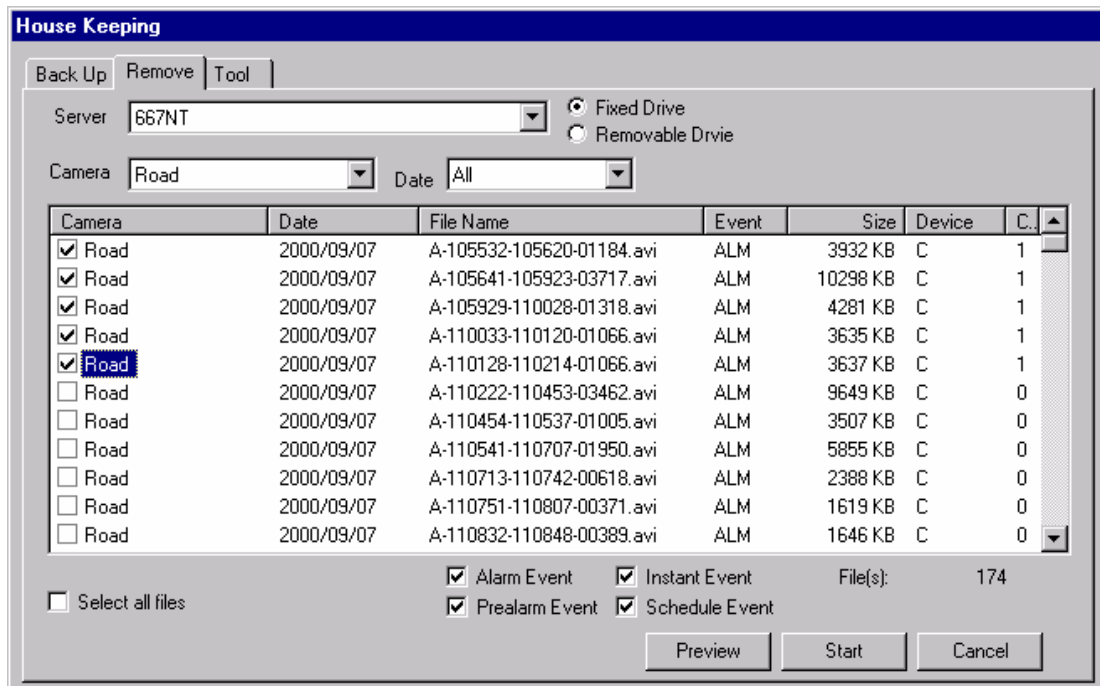 House Keeping
Back Up Remove Tool
Server 667NT Fixed Drive
Removable Drvie
Camera Road Date All
Camera Date File Name Event Size Device C..
Road 2000/09/07 A-105532-105620-01184.avi ALM 3932 KB C 1
Road 2000/09/07 A-105641-105923-03717.avi ALM 10298 KB C 1
Road 2000/09/07 A-105929-110028-01318.avi ALM 4281 KB C 1
Road 2000/09/07 A-110033-110120-01066.avi ALM 3635 KB C 1
Road 2000/09/07 A-110128-110214-01066.avi ALM 3637 KB C 1
Road 2000/09/07 A-110222-110453-03462.avi ALM 9649 KB C 0
Road 2000/09/07 A-110454-110537-01005.avi ALM 3507 KB C 0
Road 2000/09/07 A-110541-110707-01950.avi ALM 5855 KB C 0
Road 2000/09/07 A-110713-110742-00618.avi ALM 2388 KB C 0
Road 2000/09/07 A-110751-110807-00371.avi ALM 1619 KB C 0
Road 2000/09/07 A-110832-110848-00389.avi ALM 1646 KB C 0
Alarm Event Instant Event File(s): 174
Select all files Prealarm Event Schedule Event
Preview Start Cancel